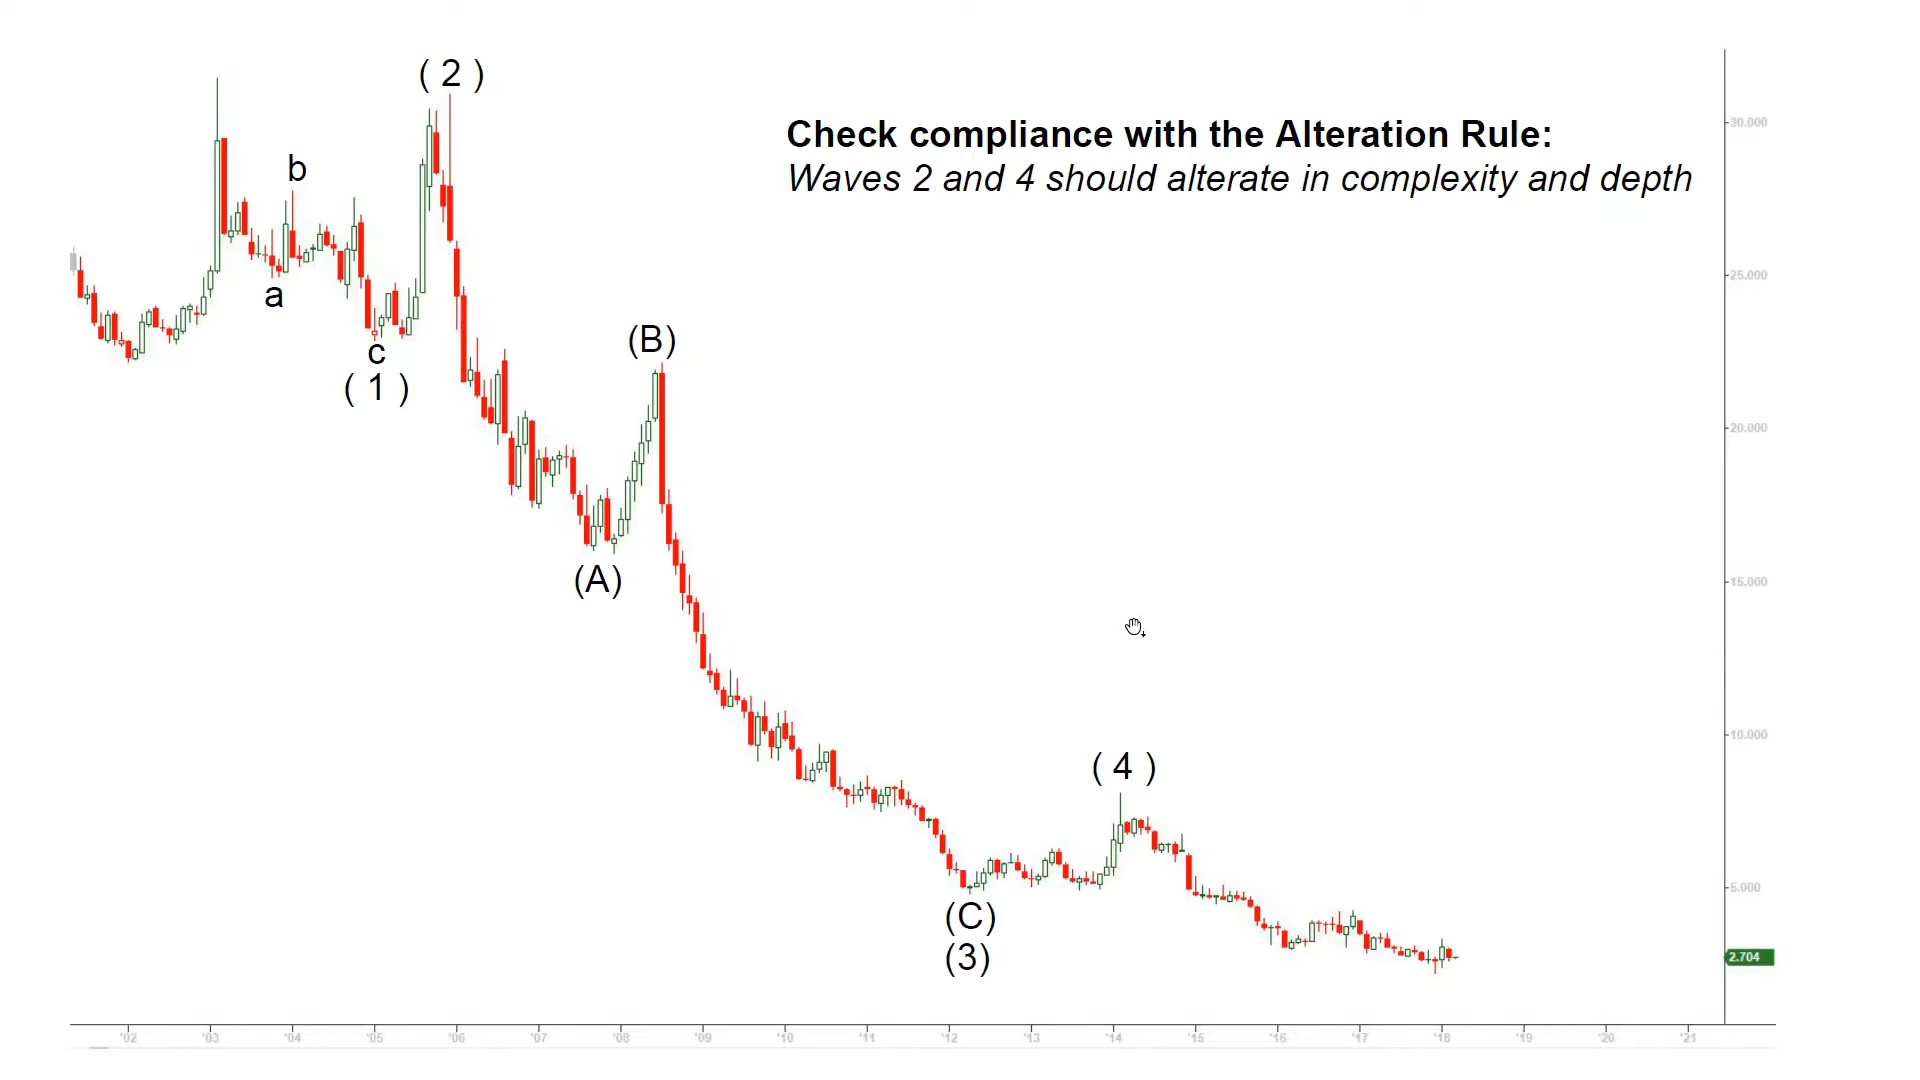 ( 2 )
Check compliance with the Alteration Rule:
Waves 2 and 4 should alterate in complexity and depth
30.000
b
25.000
a
c
( 1 )
(B)
20.000
(A)
15.000
10.000
( 4 )
5.000
(C)
(3)
2.704
'02 '03 '04 '05 '06 '07 '08 '09 '10 '11 '12 '13 '14 '15 '16 '17 '18 '19 '20 '21